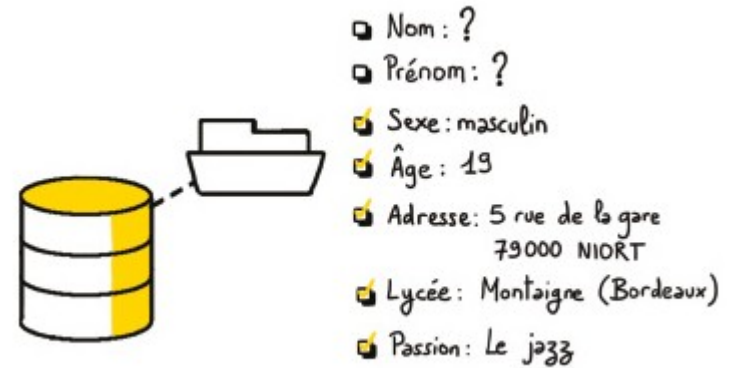 Nom : ?
Prénom : ?
Sexe : masculin
Âge : 19
Adresse : 5 rue de la gare
79000 NIORT
Lycée : Montaigne (Bordeaux)
Passion : Le jazz